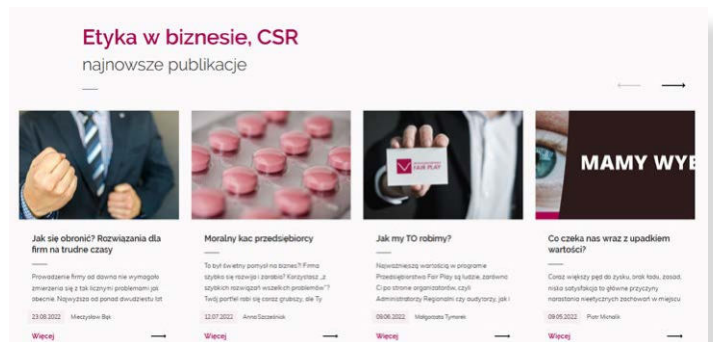 Etyka w biznesie, CSR
najnowsze publikacje
FAIR PLAY
MAMY WYB
Jak się obronić? Rozwiązania dla
firm na trudne czasy
Prowadzenie firmy od dawna nie wymagało
zmierzenia się z tak licznymi problemami jak
obecnie. Najwyższa od ponad dwudziestu lat
23.09.2022 Mieczysław Bąk
Więcej
Moralny kac przedsiębiorcy
To był świetny pomysł na biznes?! Firma
szybko się rozwija i zarabia? Korzystasz „z
szybkich rozwiązań wszelkich problemów"?
Twój portfel robi się coraz grubszy, ale Ty
12.07.2022 Anna Szcześniak
Więcej
Jak my TO robimy?
Najważniejszą wartością w programie
Przedsiębiorstwo Fair Play są ludzie, zarówno
Ci po stronie organizatorów, czyli
Administratorzy Regionalni czy audytorzy, jak i
09.06.2022 Małgorzata Tymorek
Więcej
Co czeka nas wraz z upadkiem
wartości?
Coraz większy pęd do zysku, brak ładu, zasad,
niska satysfakcja to główne przyczyny
narastania nieetycznych zachowań w miejscu
09.05.2022 Piotr Michalik
Więcej